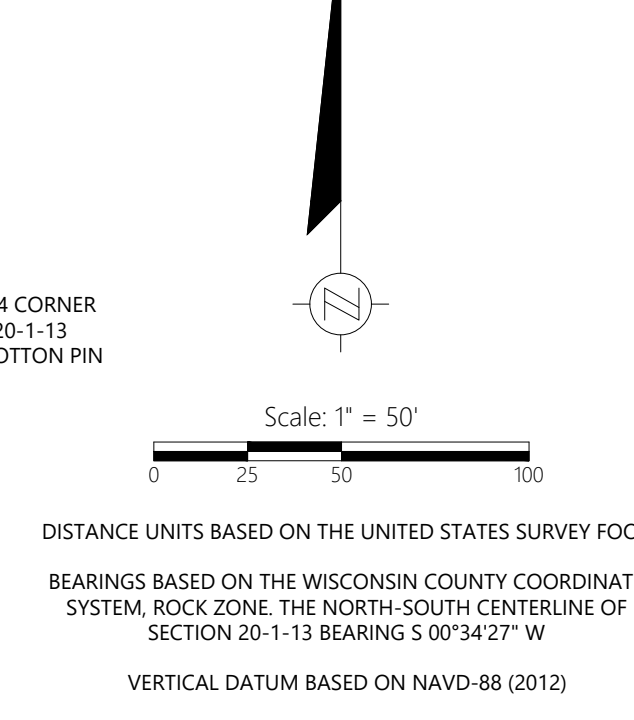 4 CORNER
20-1-13
OTTON PIN
Scale: 1" = 50'
0 25 50 100
DISTANCE UNITS BASED ON THE UNITED STATES SURVEY FOO
BEARINGS BASED ON THE WISCONSIN COUNTY COORDINAT
SYSTEM, ROCK ZONE. THE NORTH-SOUTH CENTERLINE OF
SECTION 20-1-13 BEARING S 00°34'27" W
VERTICAL DATUM BASED ON NAVD-88 (2012)